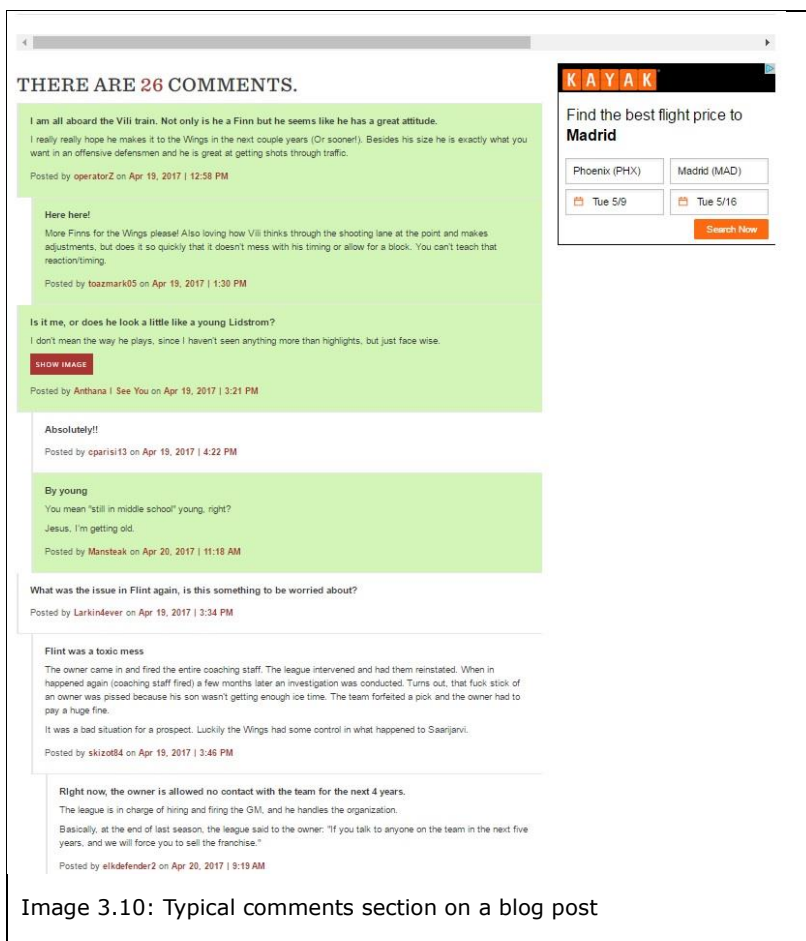 THERE ARE 26 COMMENTS.
I am all aboard the Vili train. Not only is he a Finn but he seems like he has a great attitude.
I really really hope he makes it to the Wings in the next couple years (Or sooner!). Besides his size he is exactly what you
want in an offensive defensmen and he is great at getting shots through traffic.
Posted by operatorZ on Apr 19, 2017 | 12:58 PM
Here here!
More Finns for the Wings please! Also loving how Vili thinks through the shooting lane at the point and makes
adjustments, but does it so quickly that it doesn't mess with his timing or allow for a block. You can't teach that
reaction/timing.
Posted by toazmark05 on Apr 19, 2017 | 1:30 PM
Is it me, or does he look a little like a young Lidstrom?
I don't mean the way he plays, since I haven't seen anything more than highlights, but just face wise.
SHOW IMAGE
Posted by Anthana I See You on Apr 19, 2017 | 3:21 PM
Absolutely!!
Posted by cparisi13 on Apr 19, 2017 | 4:22 PM
By young
You mean "still in middle school" young, right?
Jesus, I'm getting old.
Posted by Mansteak on Apr 20, 2017 | 11:18 AM
What was the issue in Flint again, is this something to be worried about?
Posted by Larkin4ever on Apr 19, 2017 | 3:34 PM
Flint was a toxic mess
The owner came in and fired the entire coaching staff. The league intervened and had them reinstated. When in
happened again (coaching staff fired) a few months later an investigation was conducted. Turns out, that fuck stick of
an owner was pissed because his son wasn't getting enough ice time. The team forfeited a pick and the owner had to
pay a huge fine.
It was a bad situation for a prospect. Luckily the Wings had some control in what happened to Saarijarvi.
Posted by skizot84 on Apr 19, 2017 | 3:46 PM
RIght now, the owner is allowed no contact with the team for the next 4 years.
The league is in charge of hiring and firing the GM, and he handles the organization.
Basically, at the end of last season, the league said to the owner: "If you talk to anyone on the team in the next five
years, and we will force you to sell the franchise."
Posted by elkdefender2 on Apr 20, 2017 | 9:19 AM
KAYAK
Find the best flight price to
Madrid
Phoenix (PHX) Madrid (MAD)
Tue 5/9 Tue 5/16
Search Now
Image 3.10: Typical comments section on a blog post